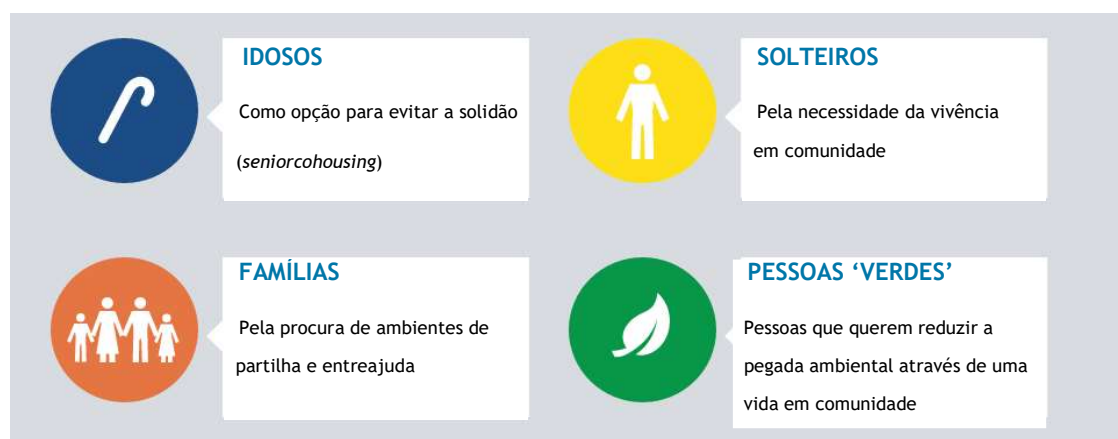 IDOSOS
Como opção para evitar a solidão
(seniorcohousing)
SOLTEIROS
Pela necessidade da vivência
em comunidade
FAMÍLIAS
Pela procura de ambientes de
partilha e entreajuda
PESSOAS ‘VERDES’
Pessoas que querem reduzir a
pegada ambiental através de uma
vida em comunidade